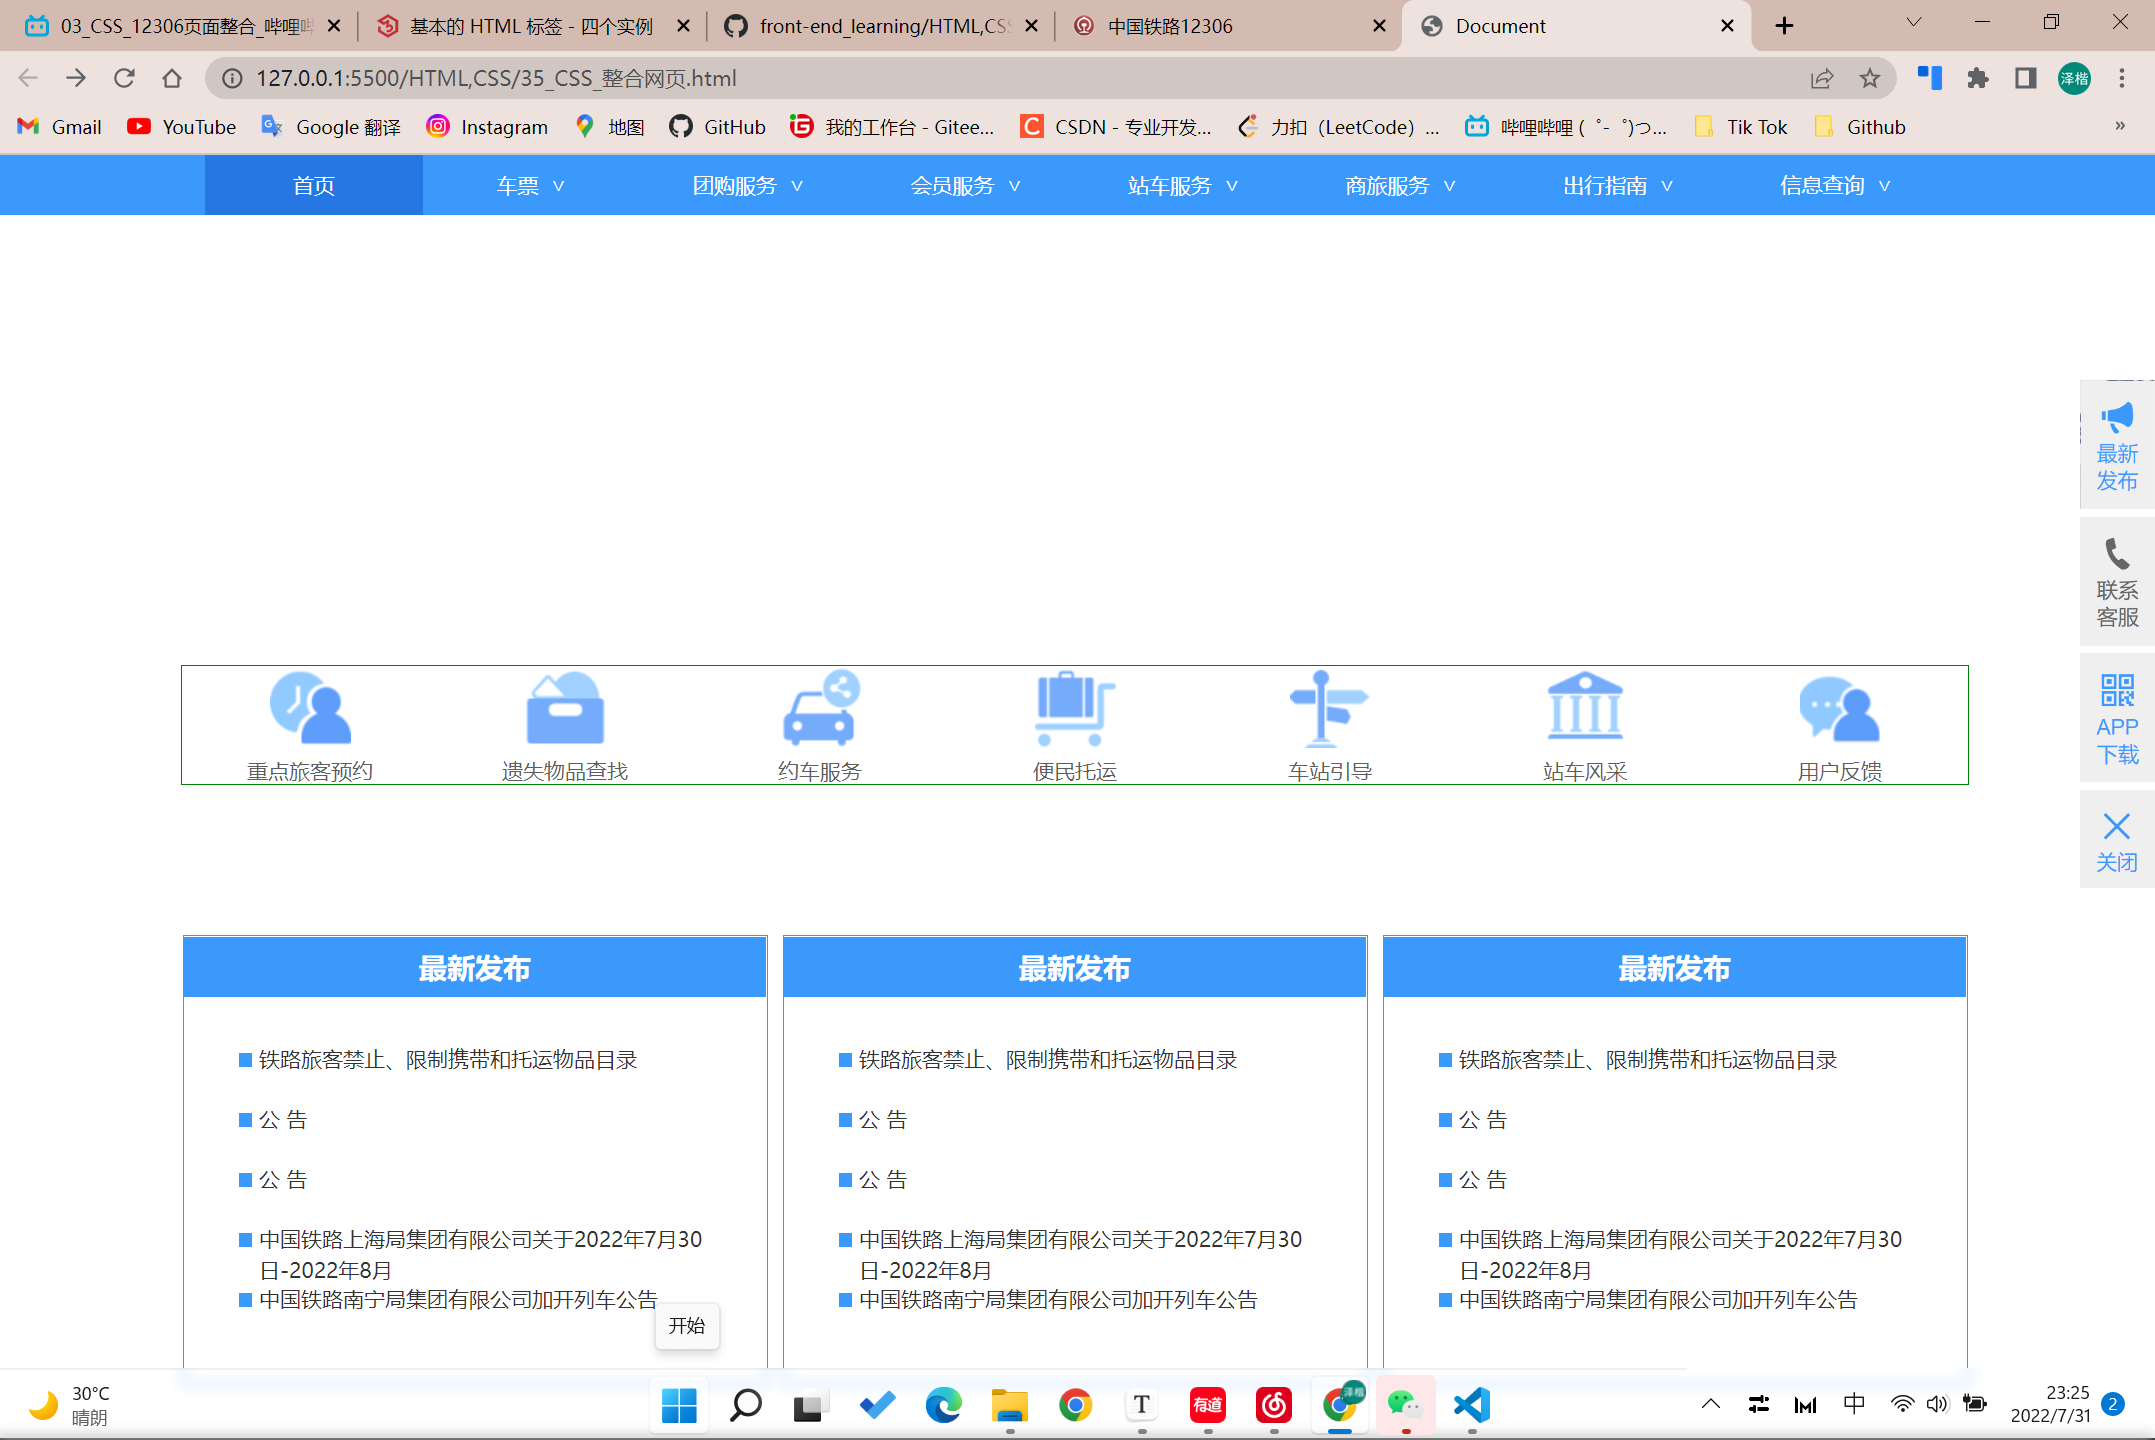 03_CSS_12306页面整合_哔哩哔
基本的 HTML 标签 - 四个实例
front-end_learning/HTML,CSS
中国铁路12306
Document
127.0.0.1:5500/HTML,CSS/35_CSS_整合网页.html
泽楷
Gmail
YouTube
Google 翻译
Instagram
地图
GitHub
我的工作台 - Gitee...
CSDN - 专业开发...
力扣（LeetCode）...
哔哩哔哩 ( ゜- ゜)つ...
Tik Tok
Github
首页
车票
团购服务
会员服务
站车服务
商旅服务
出行指南
信息查询
最新
发布
联系
客服
APP
下载
关闭
重点旅客预约
遗失物品查找
约车服务
便民托运
车站引导
站车风采
用户反馈
最新发布
铁路旅客禁止、限制携带和托运物品目录
公 告
公 告
中国铁路上海局集团有限公司关于2022年7月30
日-2022年8月
中国铁路南宁局集团有限公司加开列车公告
最新发布
铁路旅客禁止、限制携带和托运物品目录
公 告
公 告
中国铁路上海局集团有限公司关于2022年7月30
日-2022年8月
中国铁路南宁局集团有限公司加开列车公告
最新发布
铁路旅客禁止、限制携带和托运物品目录
公 告
公 告
中国铁路上海局集团有限公司关于2022年7月30
日-2022年8月
中国铁路南宁局集团有限公司加开列车公告
开始
30°C
晴朗
T
有道
泽楷
中
23:25
2022/7/31
2